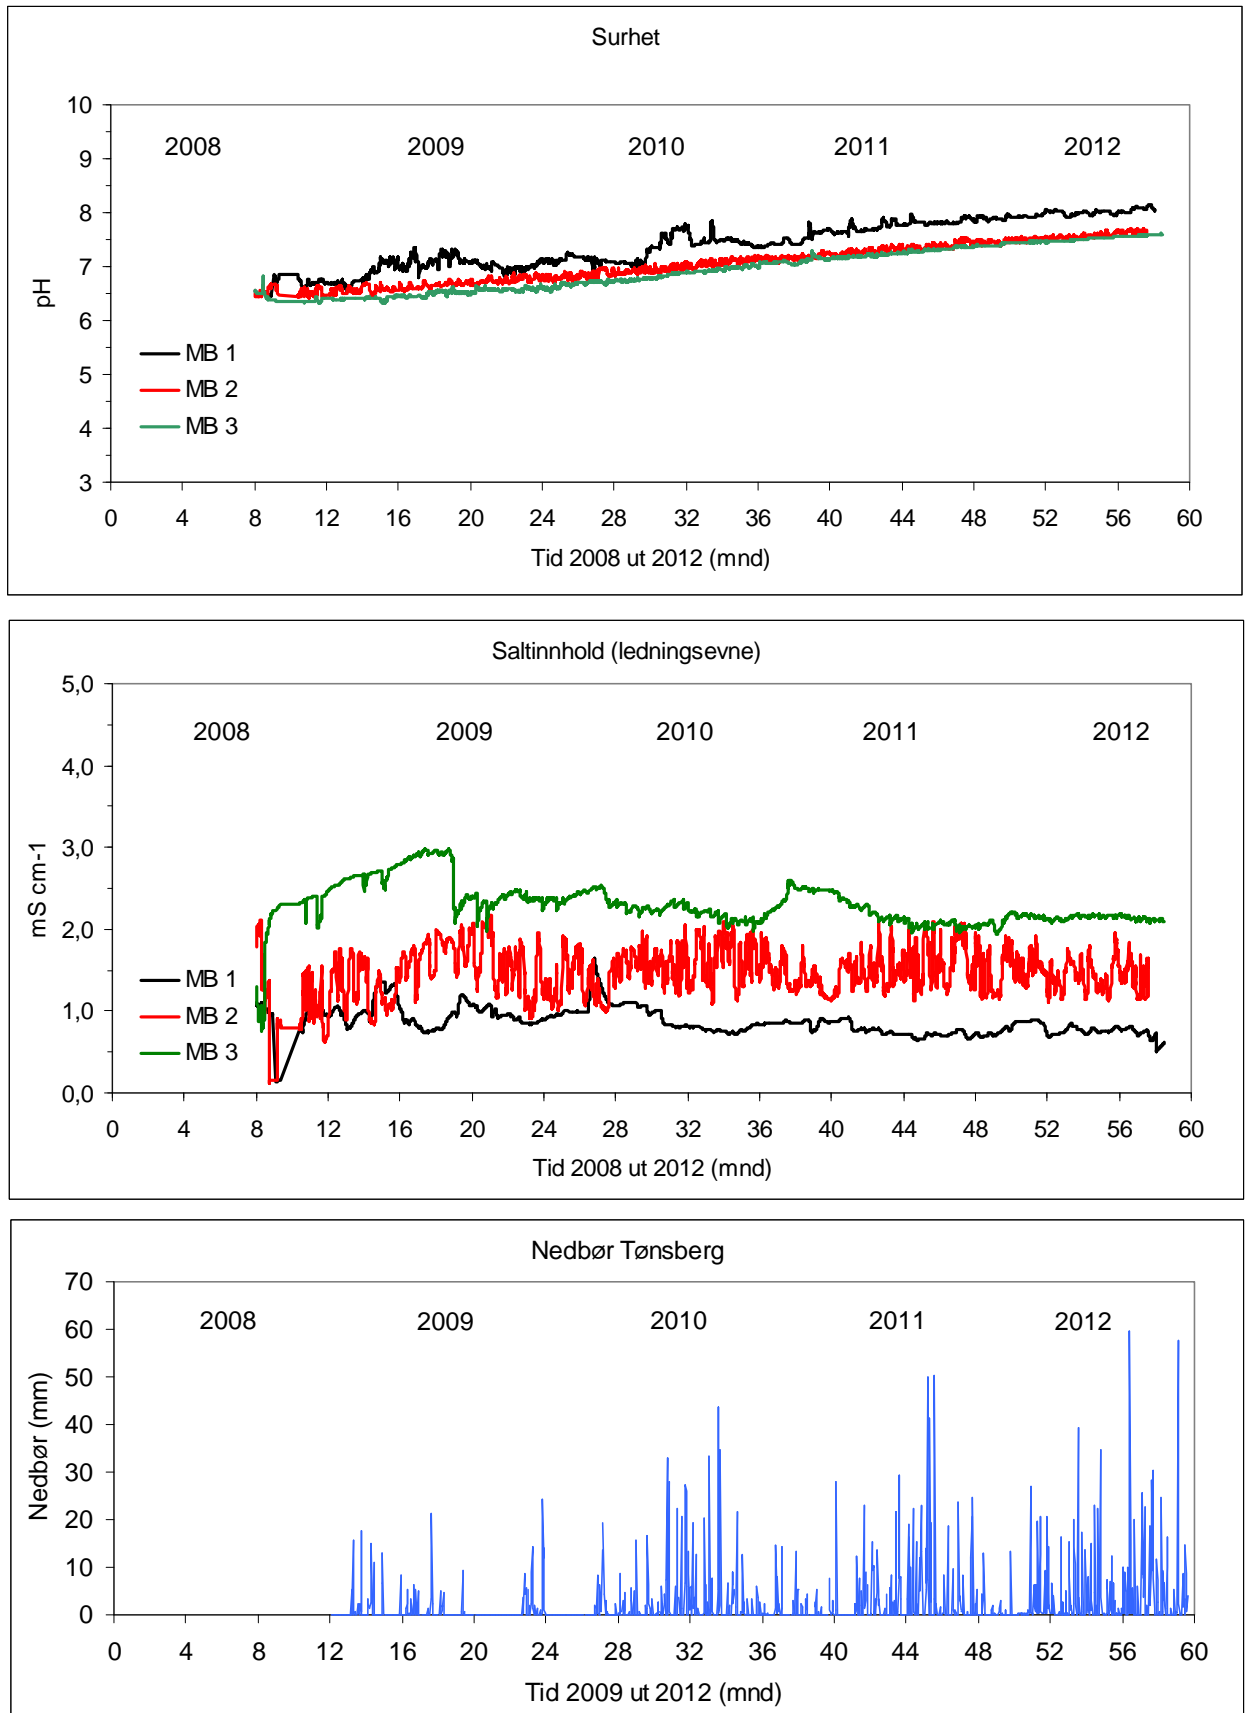 Surhet
10
9
8
7
6
5
4
3
pH
2008 2009 2010 2011 2012
MB 1
MB 2
MB 3
0 4 8 12 16 20 24 28 32 36 40 44 48 52 56 60
Tid 2008 ut 2012 (mnd)
Saltinnhold (ledningsevne)
5,0
4,0
3,0
2,0
1,0
0,0
mS cm-1
2008 2009 2010 2011 2012
MB 1
MB 2
MB 3
0 4 8 12 16 20 24 28 32 36 40 44 48 52 56 60
Tid 2008 ut 2012 (mnd)
Nedbør Tønsberg
70
60
50
40
30
20
10
0
Nedbør (mm)
2008 2009 2010 2011 2012
0 4 8 12 16 20 24 28 32 36 40 44 48 52 56 60
Tid 2009 ut 2012 (mnd)